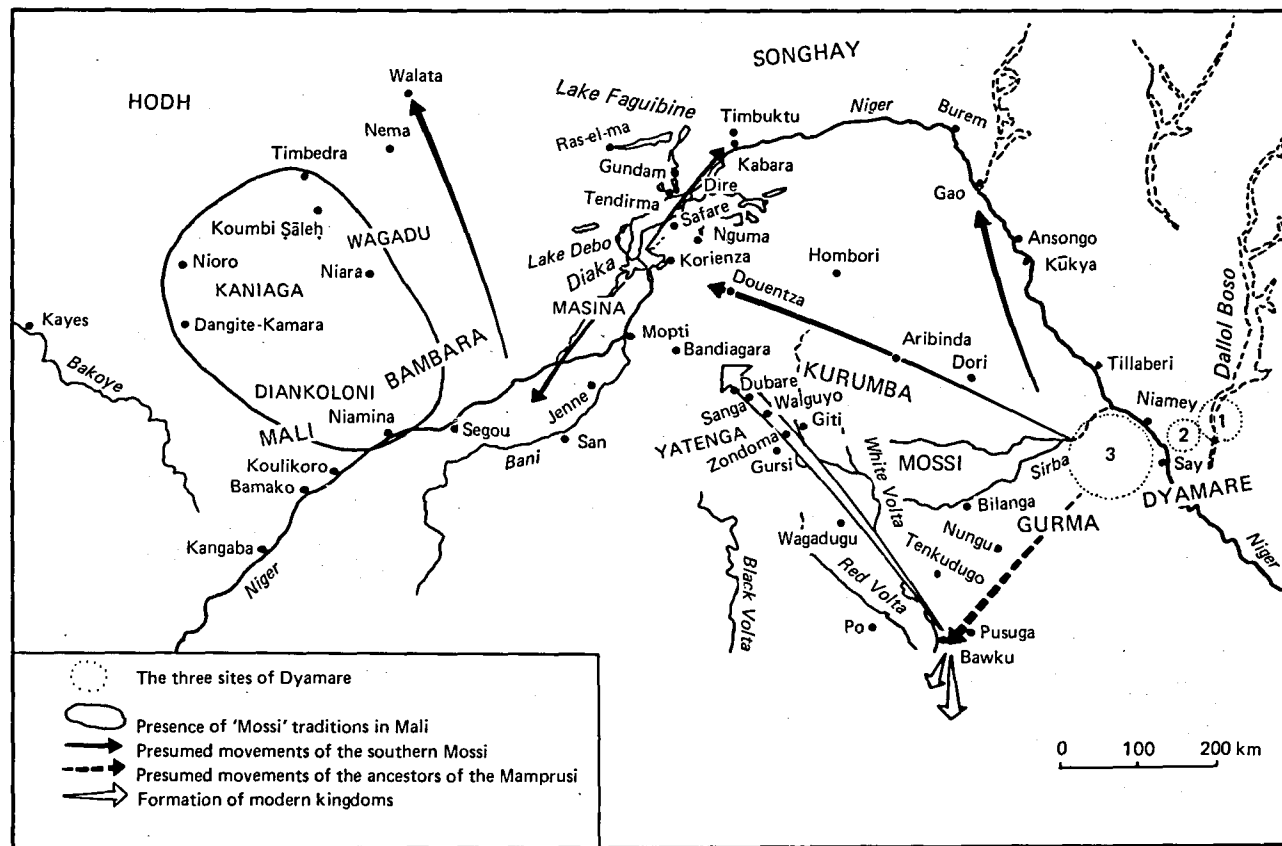 SONGHAY
HODH
Walata
Lake Faguibine
Niger
Burem
Timbuktu
Nema
Ras-el-ma
Kabara
Timbedra
Gundam
Dire
Gao
Tendirma
Koumbi Ṣāleḥ
Safare
WAGADU
Nguma
Ansongo
Lake Debo
Hombori
Kūkya
Nioro
Niara
Diaka
Korienza
KANIAGA
Douentza
Dallol Boso
MASINA
Kayes
Dangite-Kamara
Mopti
Aribinda
Bakoye
BAMBARA
Bandiagara
Dori
Tillaberi
KURUMBA
DIANKOLONI
Dubare
Jenne
Sanga
Walguyo
Niamey
1
Niamina
Giti
2
MALI
Segou
San
YATENGA
Zondoma
White Volta
MOSSI
Sirba
3
Say
Koulikoro
Bani
Gursi
DYAMARE
Bamako
Bilanga
GURMA
Wagadugu
Nungu
Kangaba
Tenkudugo
Niger
Niger
Black Volta
Red Volta
Po
Pusuga
Bawku
The three sites of Dyamare
Presence of 'Mossi' traditions in Mali
Presumed movements of the southern Mossi
Presumed movements of the ancestors of the Mamprusi
Formation of modern kingdoms
0 100 200 km